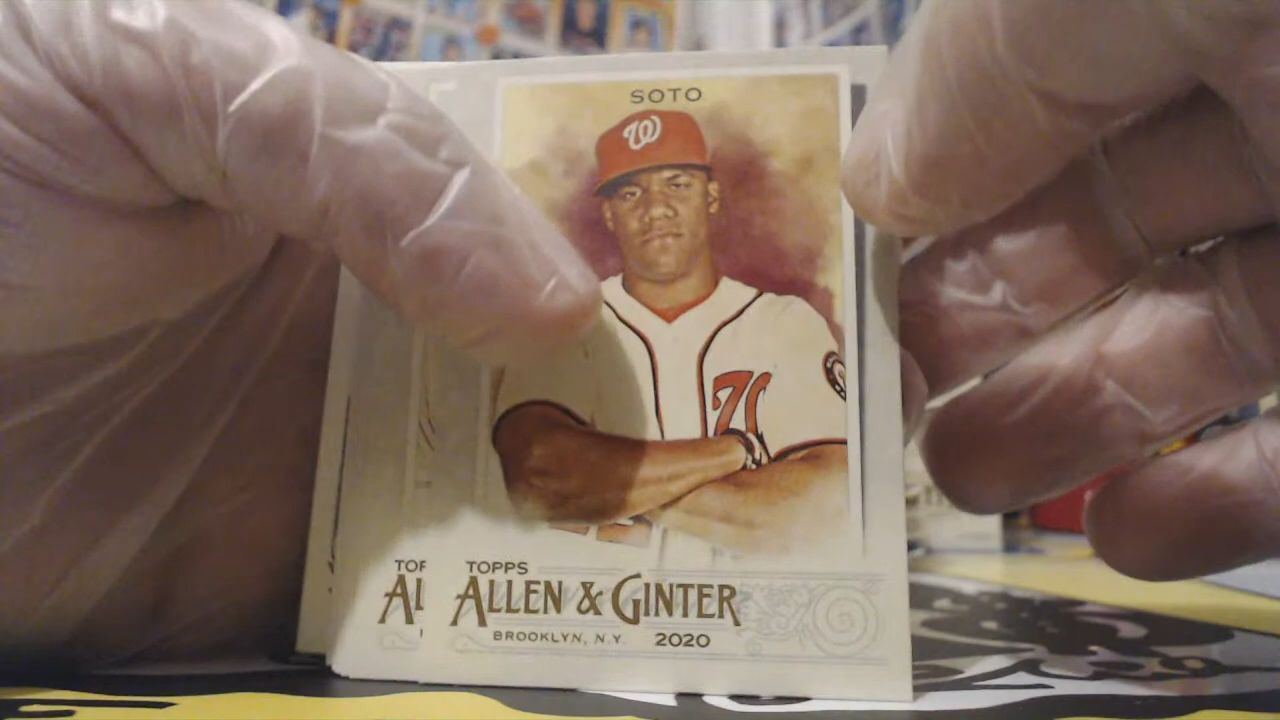 SOTO
W
W
TOPPS
ALLEN & GINTER
BROOKLYN, N.Y. 2020
TOP
AL